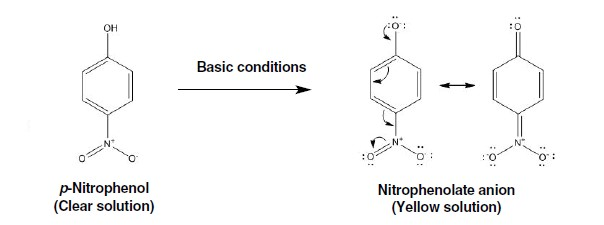 OH
Basic conditions
:O:
:O
N+
O
O-
N+
:O
O:
N+
:O
O:
p-Nitrophenol
(Clear solution)
Nitrophenolate anion
(Yellow solution)